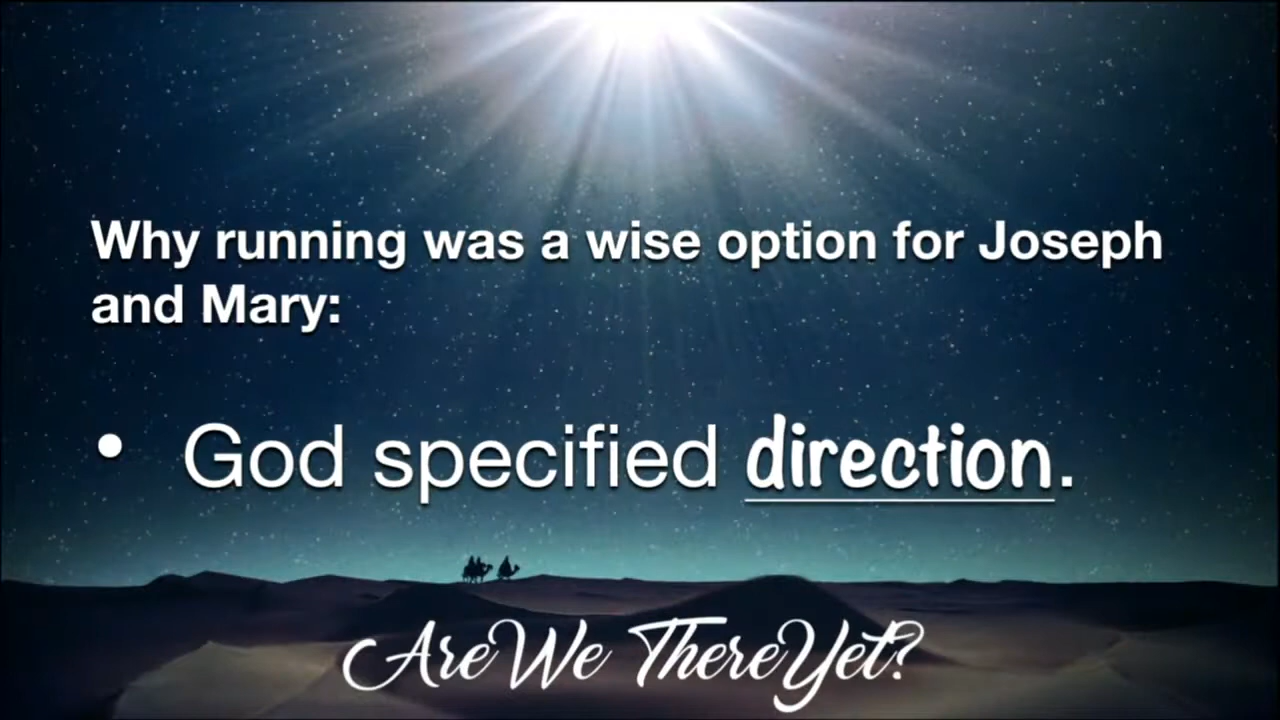 Why running was a wise option for Joseph
and Mary:
• God specified direction.
Are We There Yet?